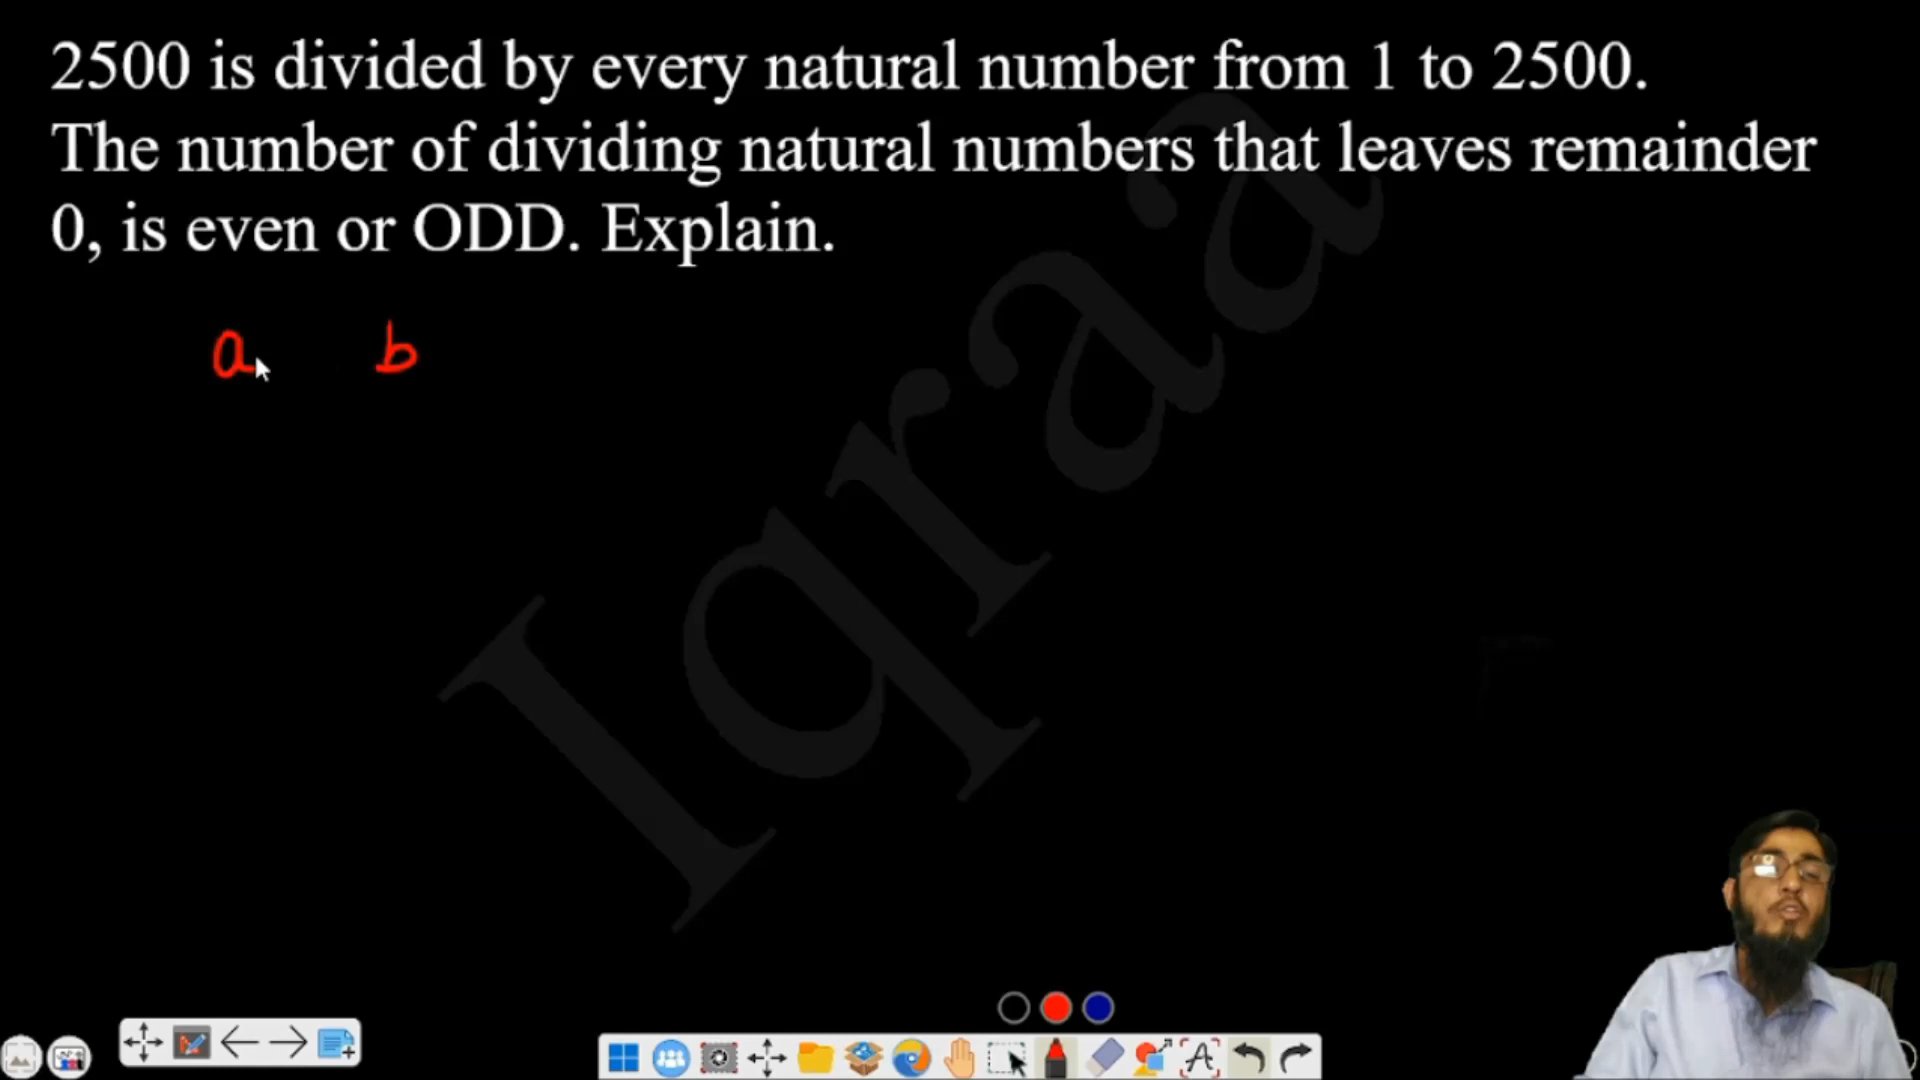 2500 is divided by every natural number from 1 to 2500.
The number of dividing natural numbers that leaves remainder
0, is even or ODD. Explain.
a b
Iqraa